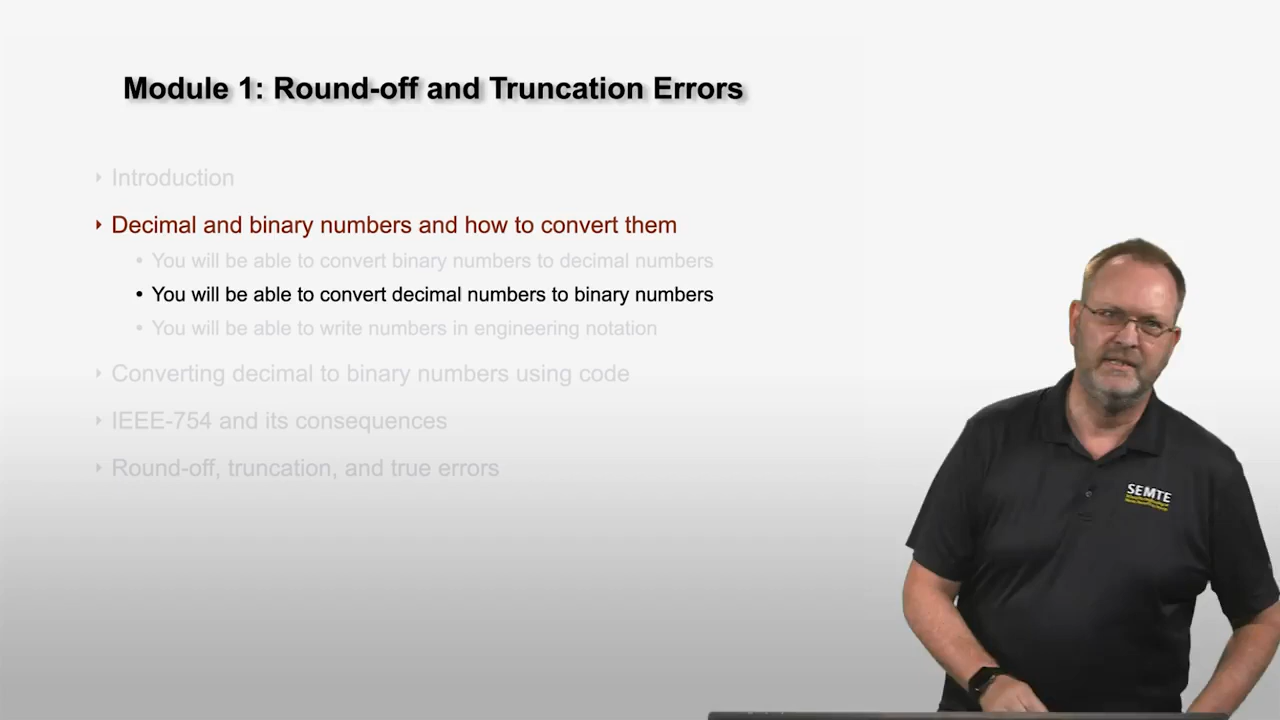 Module 1: Round-off and Truncation Errors
Introduction
Decimal and binary numbers and how to convert them
• You will be able to convert binary numbers to decimal numbers
• You will be able to convert decimal numbers to binary numbers
• You will be able to write numbers in engineering notation
Converting decimal to binary numbers using code
IEEE-754 and its consequences
Round-off, truncation, and true errors
SEMTE